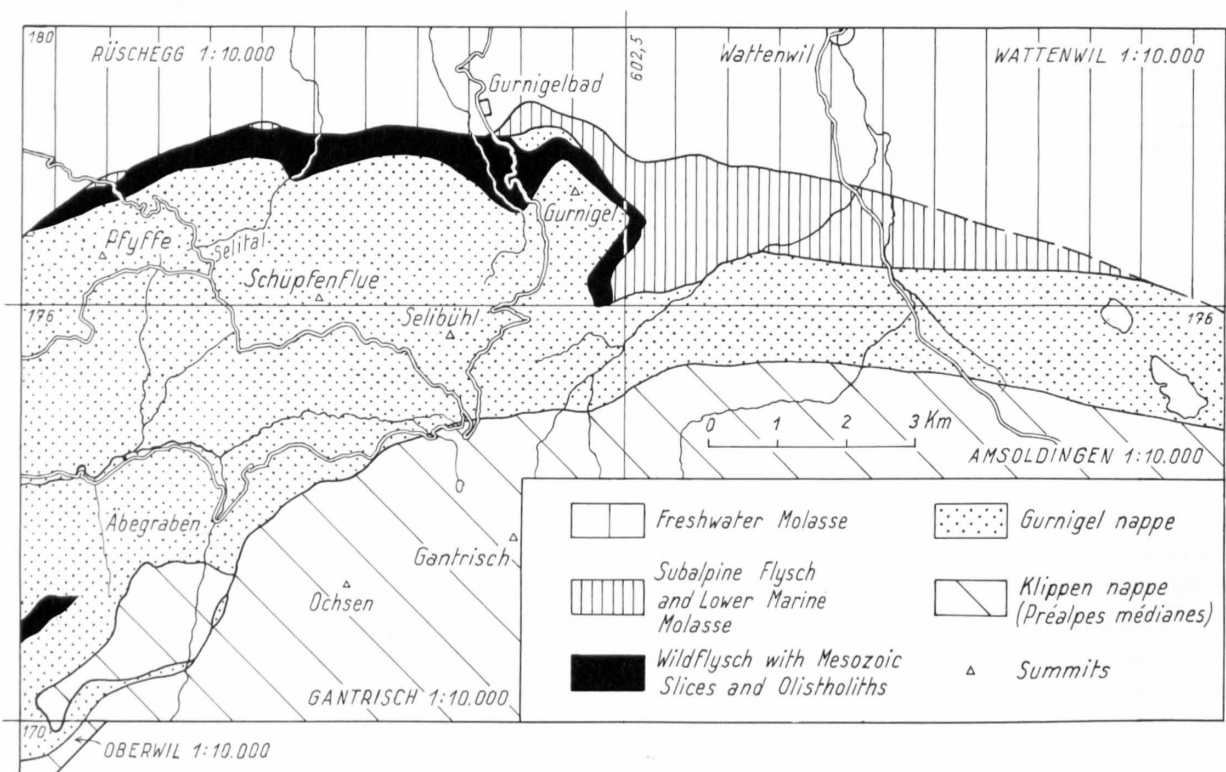 180
RÜSCHEGG 1:10.000
Gurnigelbad
602,5
Wattenwil
WATTENWIL 1:10.000
Gurnigel
Pfyffe
Selital
Schüpfenflue
176
Selibühl
176
0 1 2 3 Km
AMSOLDINGEN 1:10.000
Äbegraben
Gantrisch
Ochsen
GANTRISCH 1:10.000
170
OBERWIL 1:10.000
Freshwater Molasse
Subalpine Flysch
and Lower Marine
Molasse
Wildflysch with Mesozoic
Slices and Olistholiths
Gurnigel nappe
Klippen nappe
(Préalpes médianes)
Summits